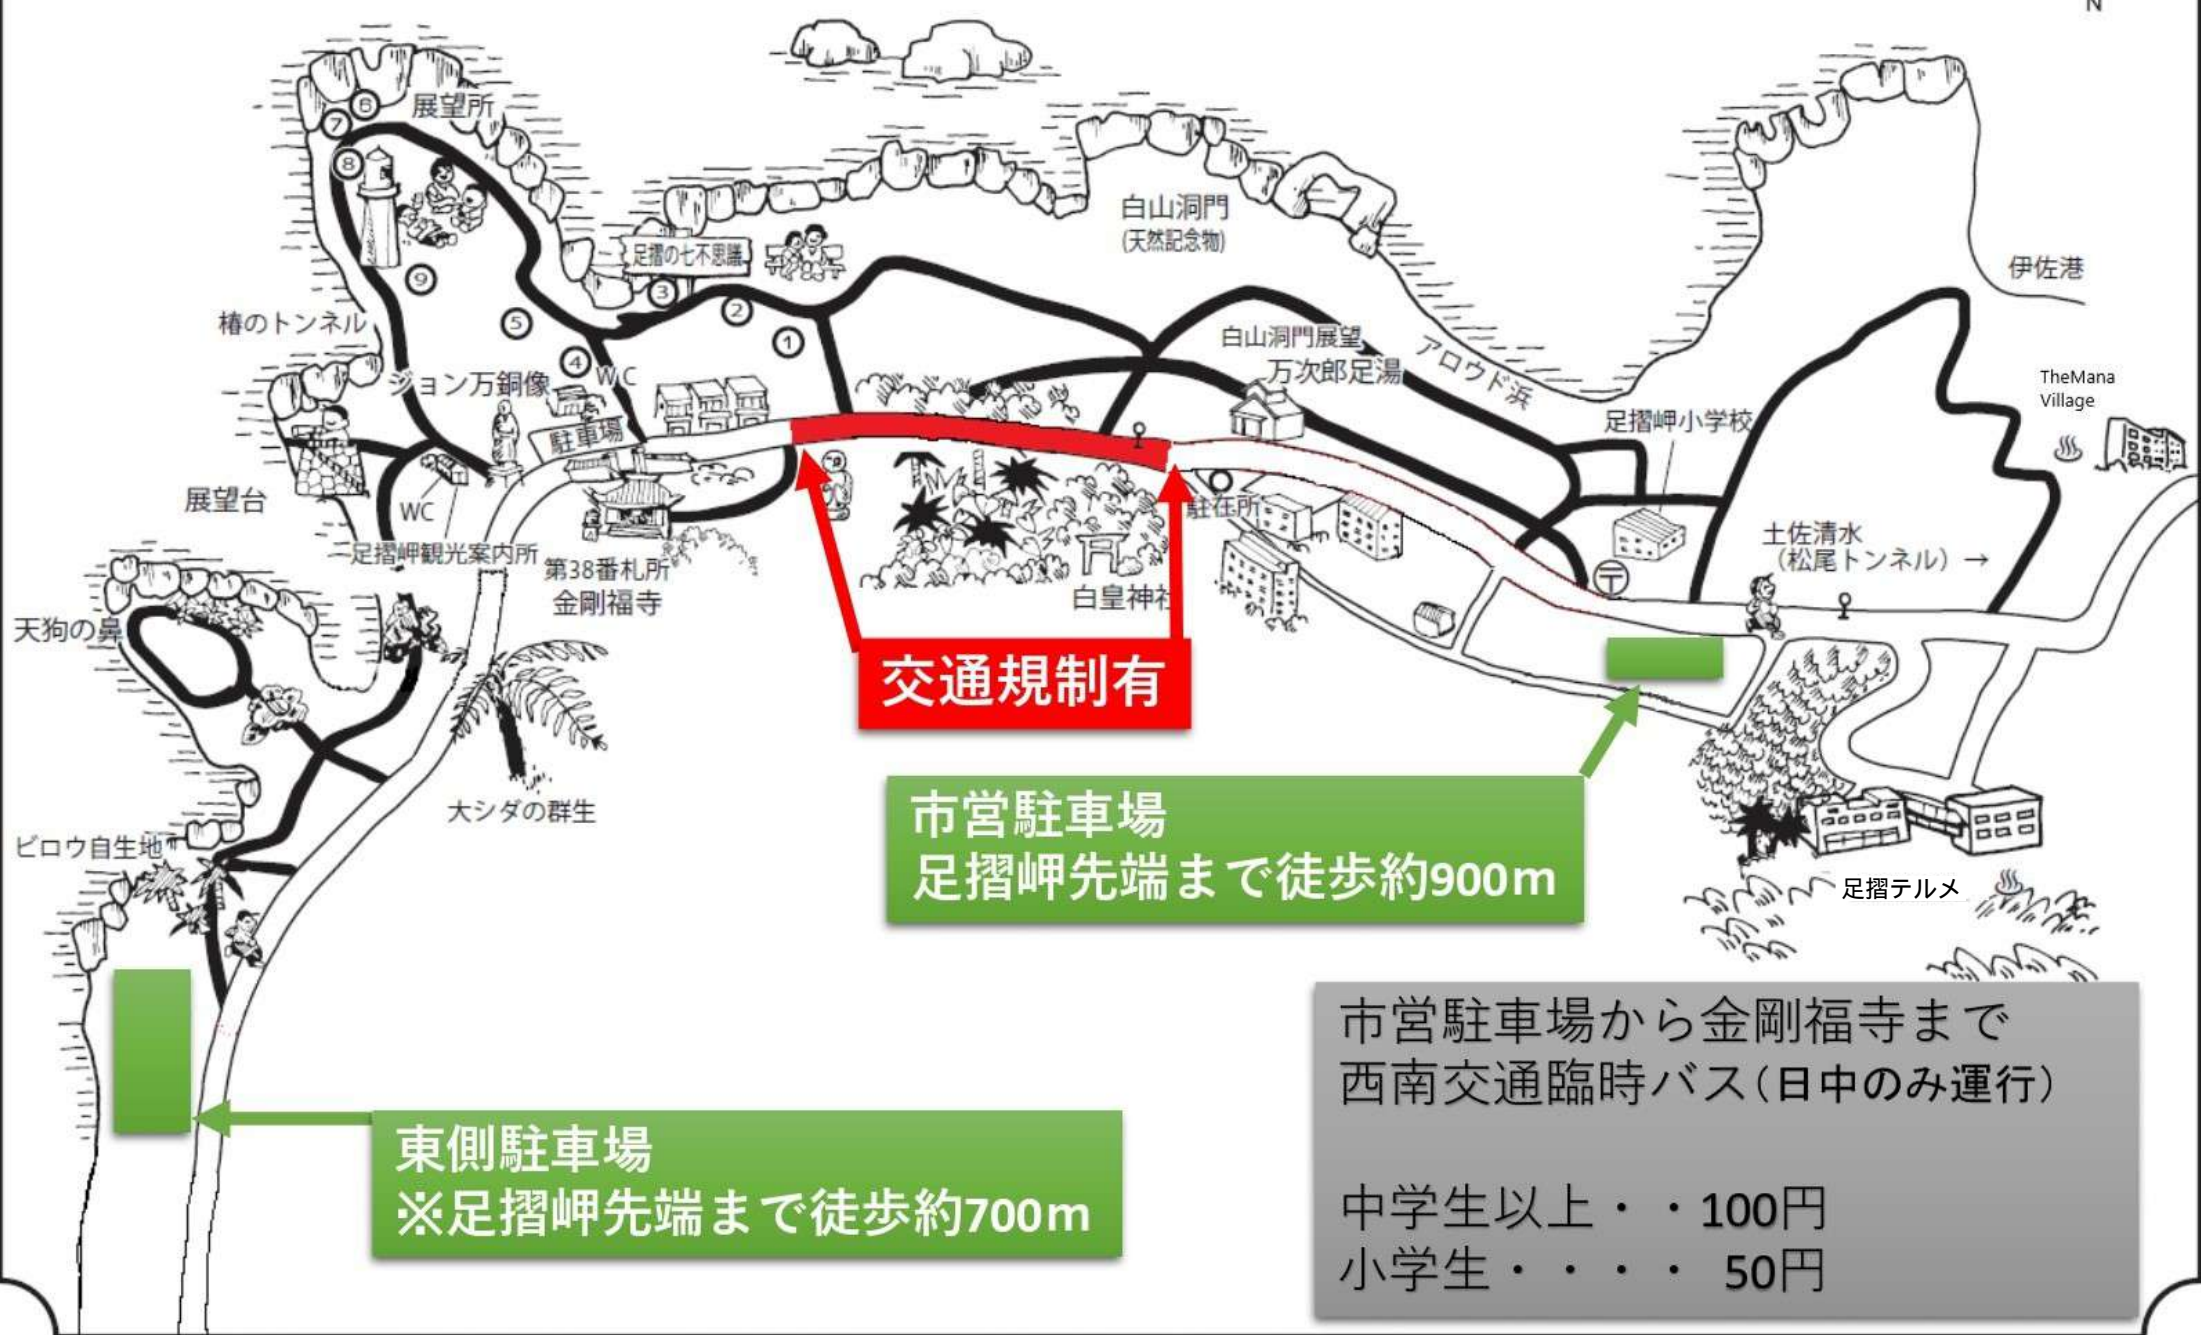 N
⑥
展望所
⑦
⑧
⑨
⑤
④
③
②
①
足摺の七不思議
白山洞門
(天然記念物)
伊佐港
椿のトンネル
ジョン万銅像
WC
駐車場
白山洞門展望
万次郎足湯
アロウド浜
足摺岬小学校
TheMana
Village
展望台
WC
足摺岬観光案内所
第38番札所
金剛福寺
駐在所
白皇神社
土佐清水
(松尾トンネル)→
〒
天狗の鼻
交通規制有
大シダの群生
ビロウ自生地
市営駐車場
足摺岬先端まで徒歩約900m
足摺テルメ
東側駐車場
※足摺岬先端まで徒歩約700m
市営駐車場から金剛福寺まで
西南交通臨時バス(日中のみ運行)
中学生以上・・100円
小学生・・・・ 50円